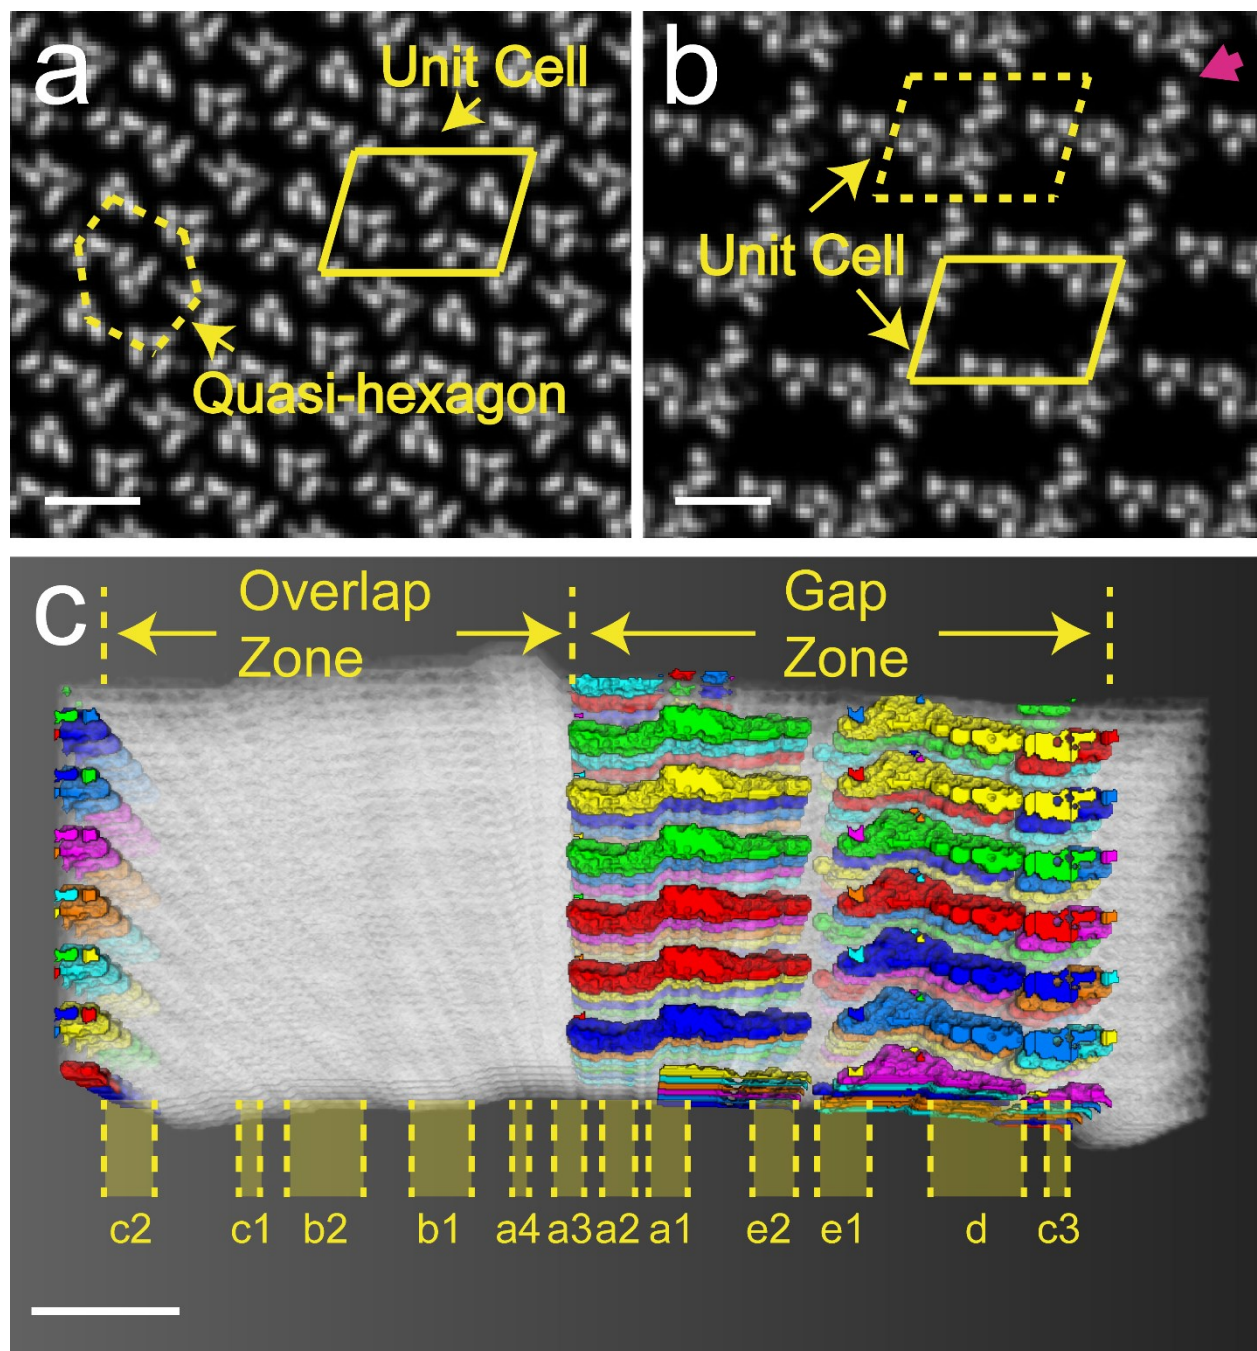 a
Unit Cell
Quasi-hexagon
b
Unit Cell
c
Overlap
Zone
Gap
Zone
c2 c1 b2 b1 a4 a3 a2 a1 e2 e1 d c3